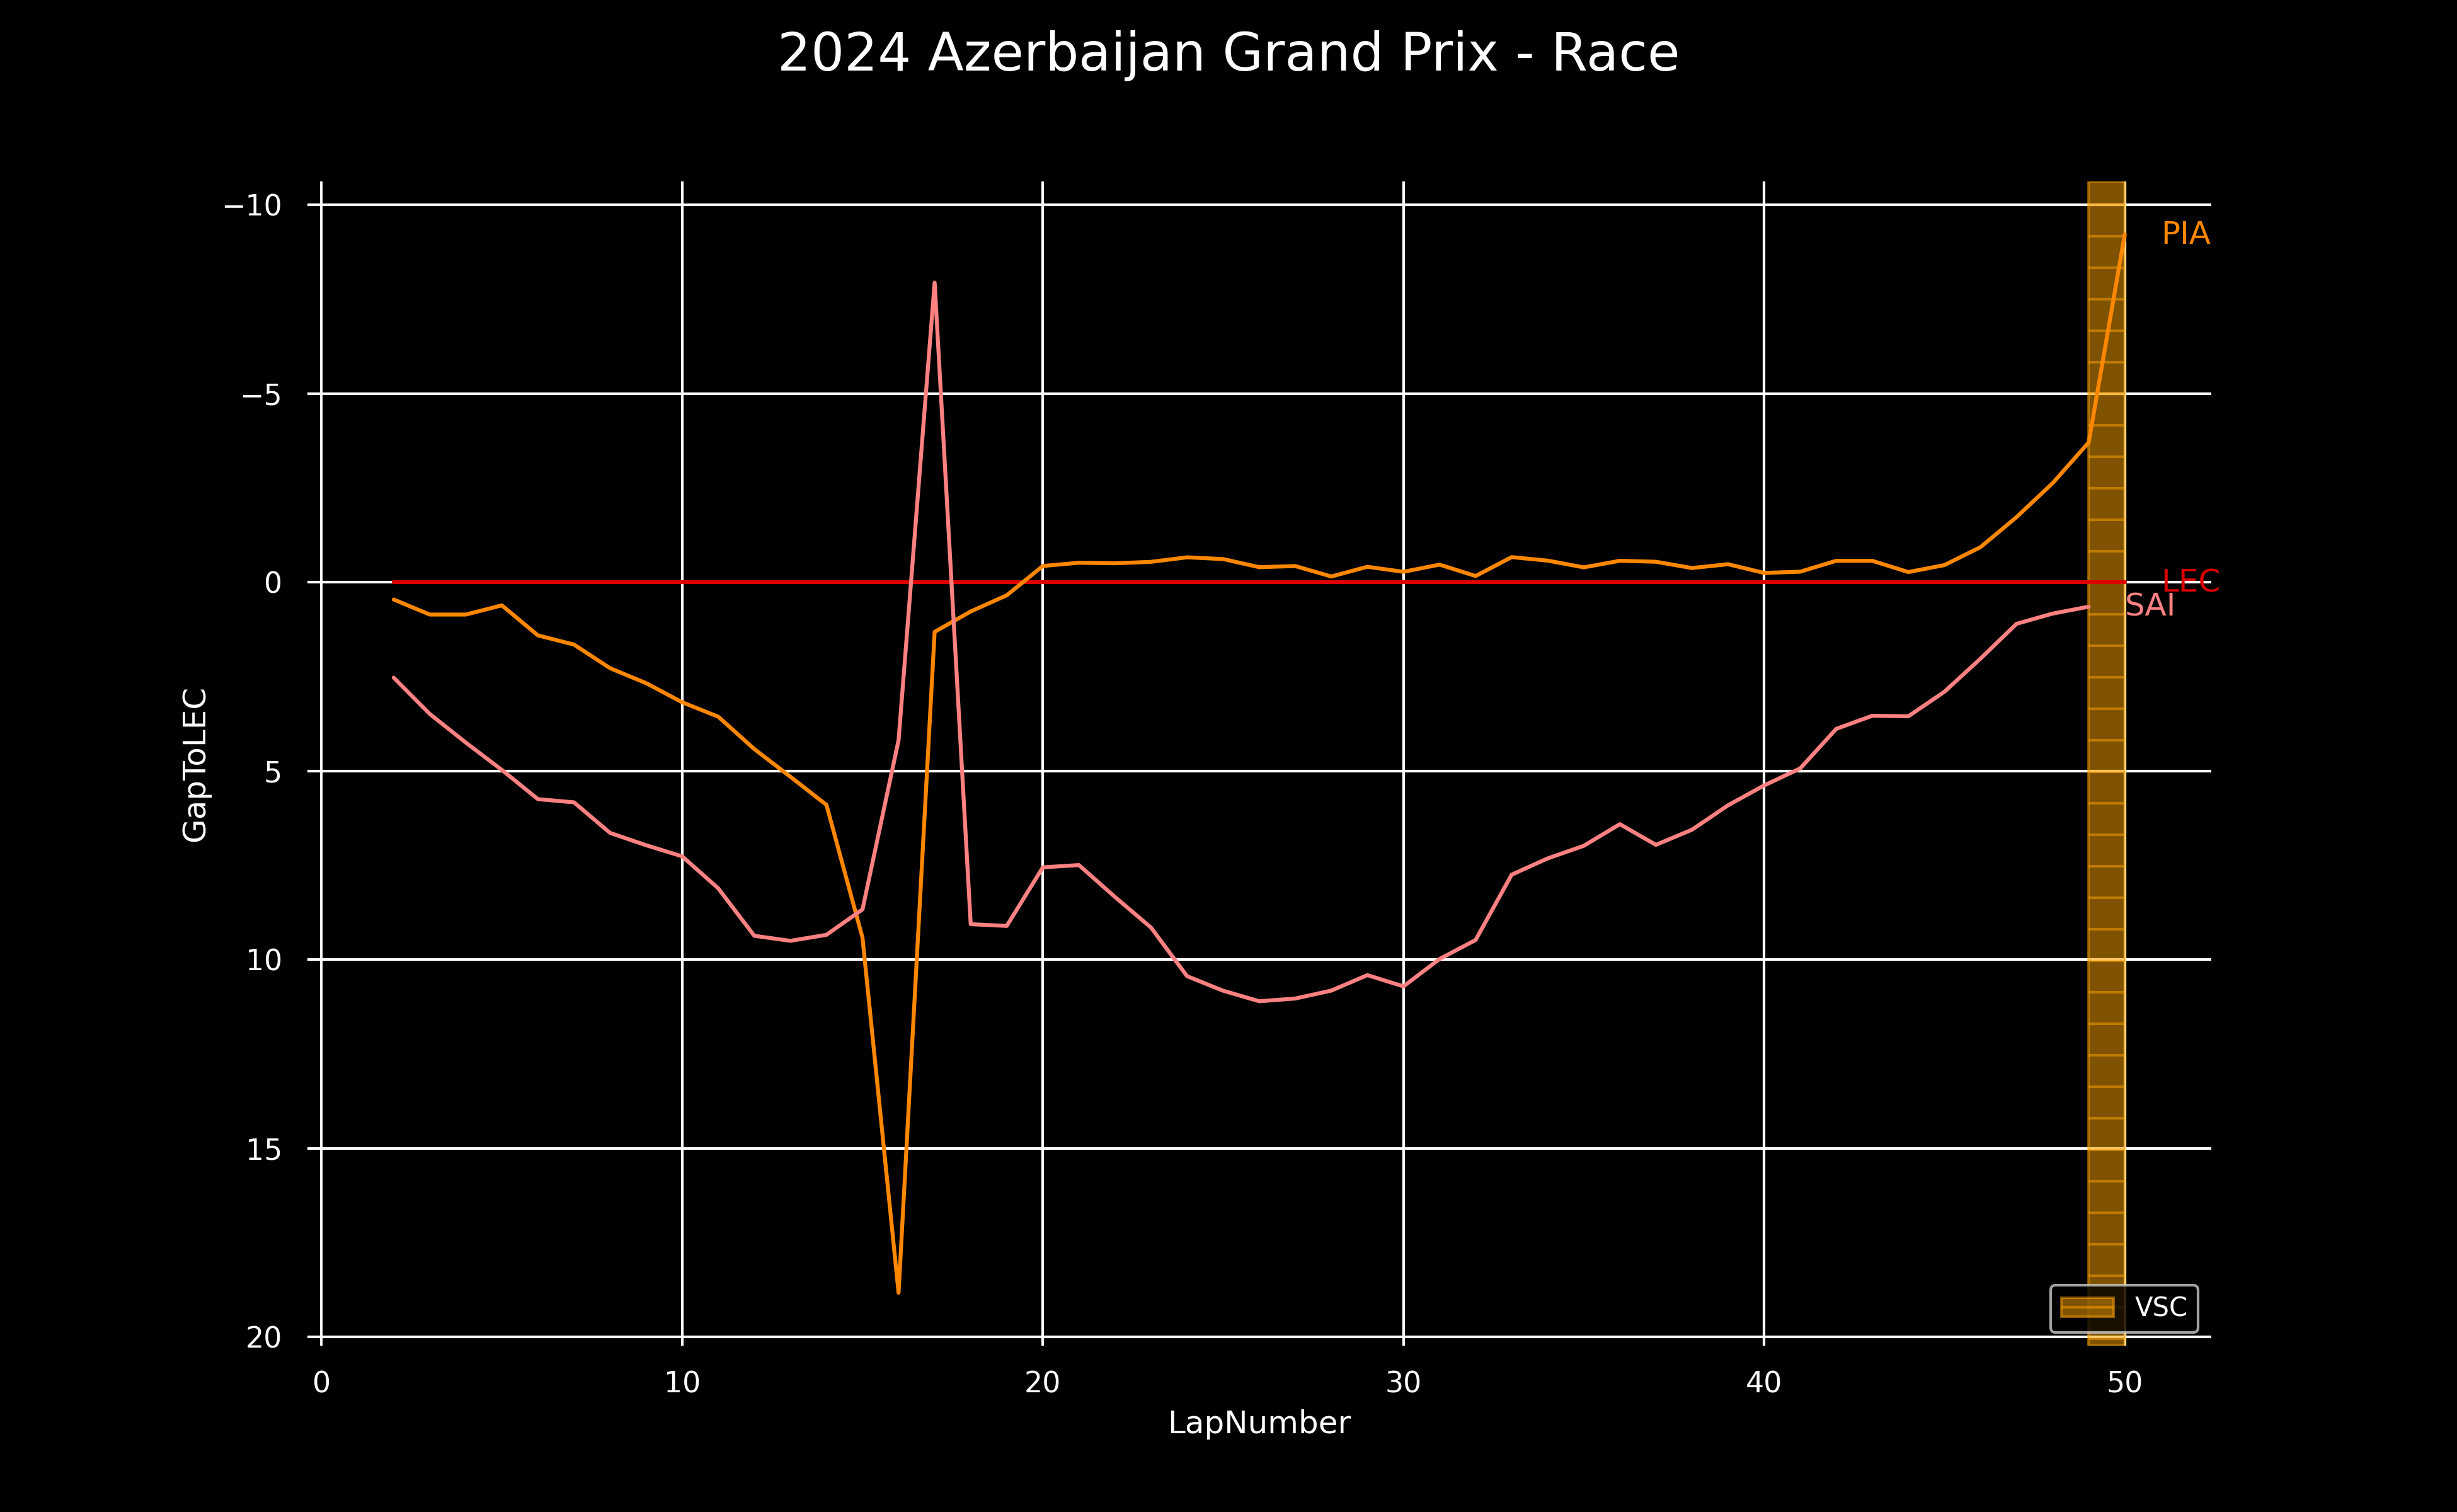 2024 Azerbaijan Grand Prix - Race
−10
−5
0
5
10
15
20
GapToLEC
PIA
LEC
SAI
VSC
0 10 20 30 40 50
LapNumber